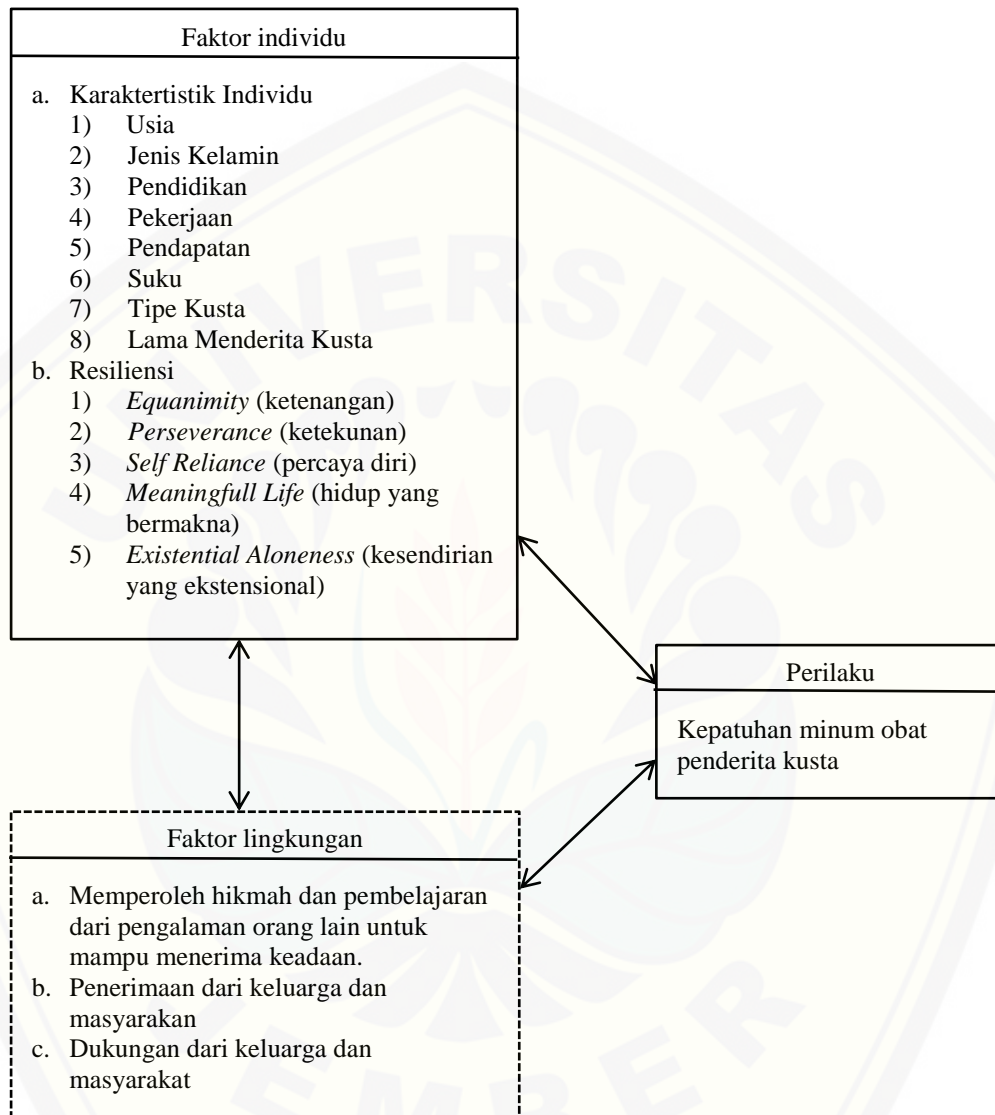 Faktor individu
a. Karaktertistik Individu
1) Usia
2) Jenis Kelamin
3) Pendidikan
4) Pekerjaan
5) Pendapatan
6) Suku
7) Tipe Kusta
8) Lama Menderita Kusta
b. Resiliensi
1) Equanimity (ketenangan)
2) Perseverance (ketekunan)
3) Self Reliance (percaya diri)
4) Meaningfull Life (hidup yang
bermakna)
5) Existential Aloneness (kesendirian
yang ekstensional)
Perilaku
Kepatuhan minum obat
penderita kusta
Faktor lingkungan
a. Memperoleh hikmah dan pembelajaran
dari pengalaman orang lain untuk
mampu menerima keadaan.
b. Penerimaan dari keluarga dan
masyarakan
c. Dukungan dari keluarga dan
masyarakat
UNIVERSITAS
JEMBER